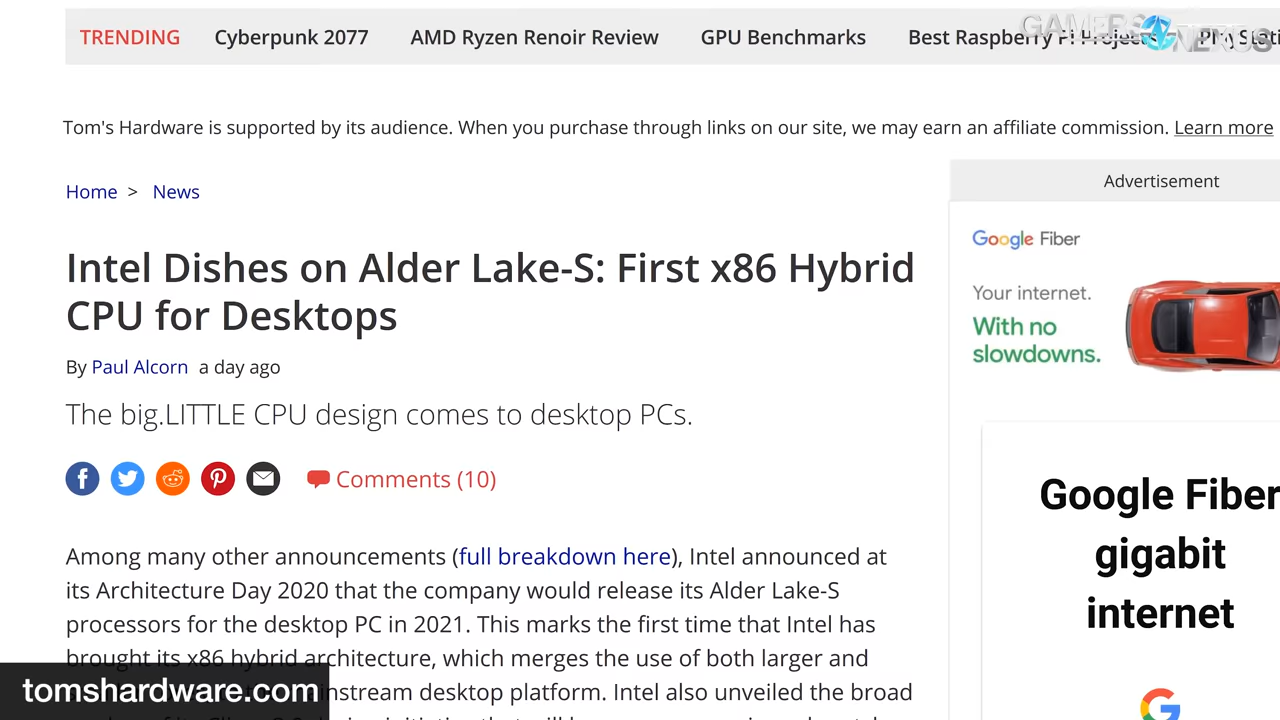 TRENDING Cyberpunk 2077 AMD Ryzen Renoir Review GPU Benchmarks Best Raspberry Pi Projects
GAMERS NEXUS
Tom's Hardware is supported by its audience. When you purchase through links on our site, we may earn an affiliate commission. Learn more
Home > News
Advertisement
Google Fiber
Your internet.
With no
slowdowns.
Intel Dishes on Alder Lake-S: First x86 Hybrid
CPU for Desktops
By Paul Alcorn a day ago
The big.LITTLE CPU design comes to desktop PCs.
Comments (10)
Google Fiber
gigabit
internet
Among many other announcements (full breakdown here), Intel announced at
its Architecture Day 2020 that the company would release its Alder Lake-S
processors for the desktop PC in 2021. This marks the first time that Intel has
brought its x86 hybrid architecture, which merges the use of both larger and
instream desktop platform. Intel also unveiled the broad
tomshardware.com